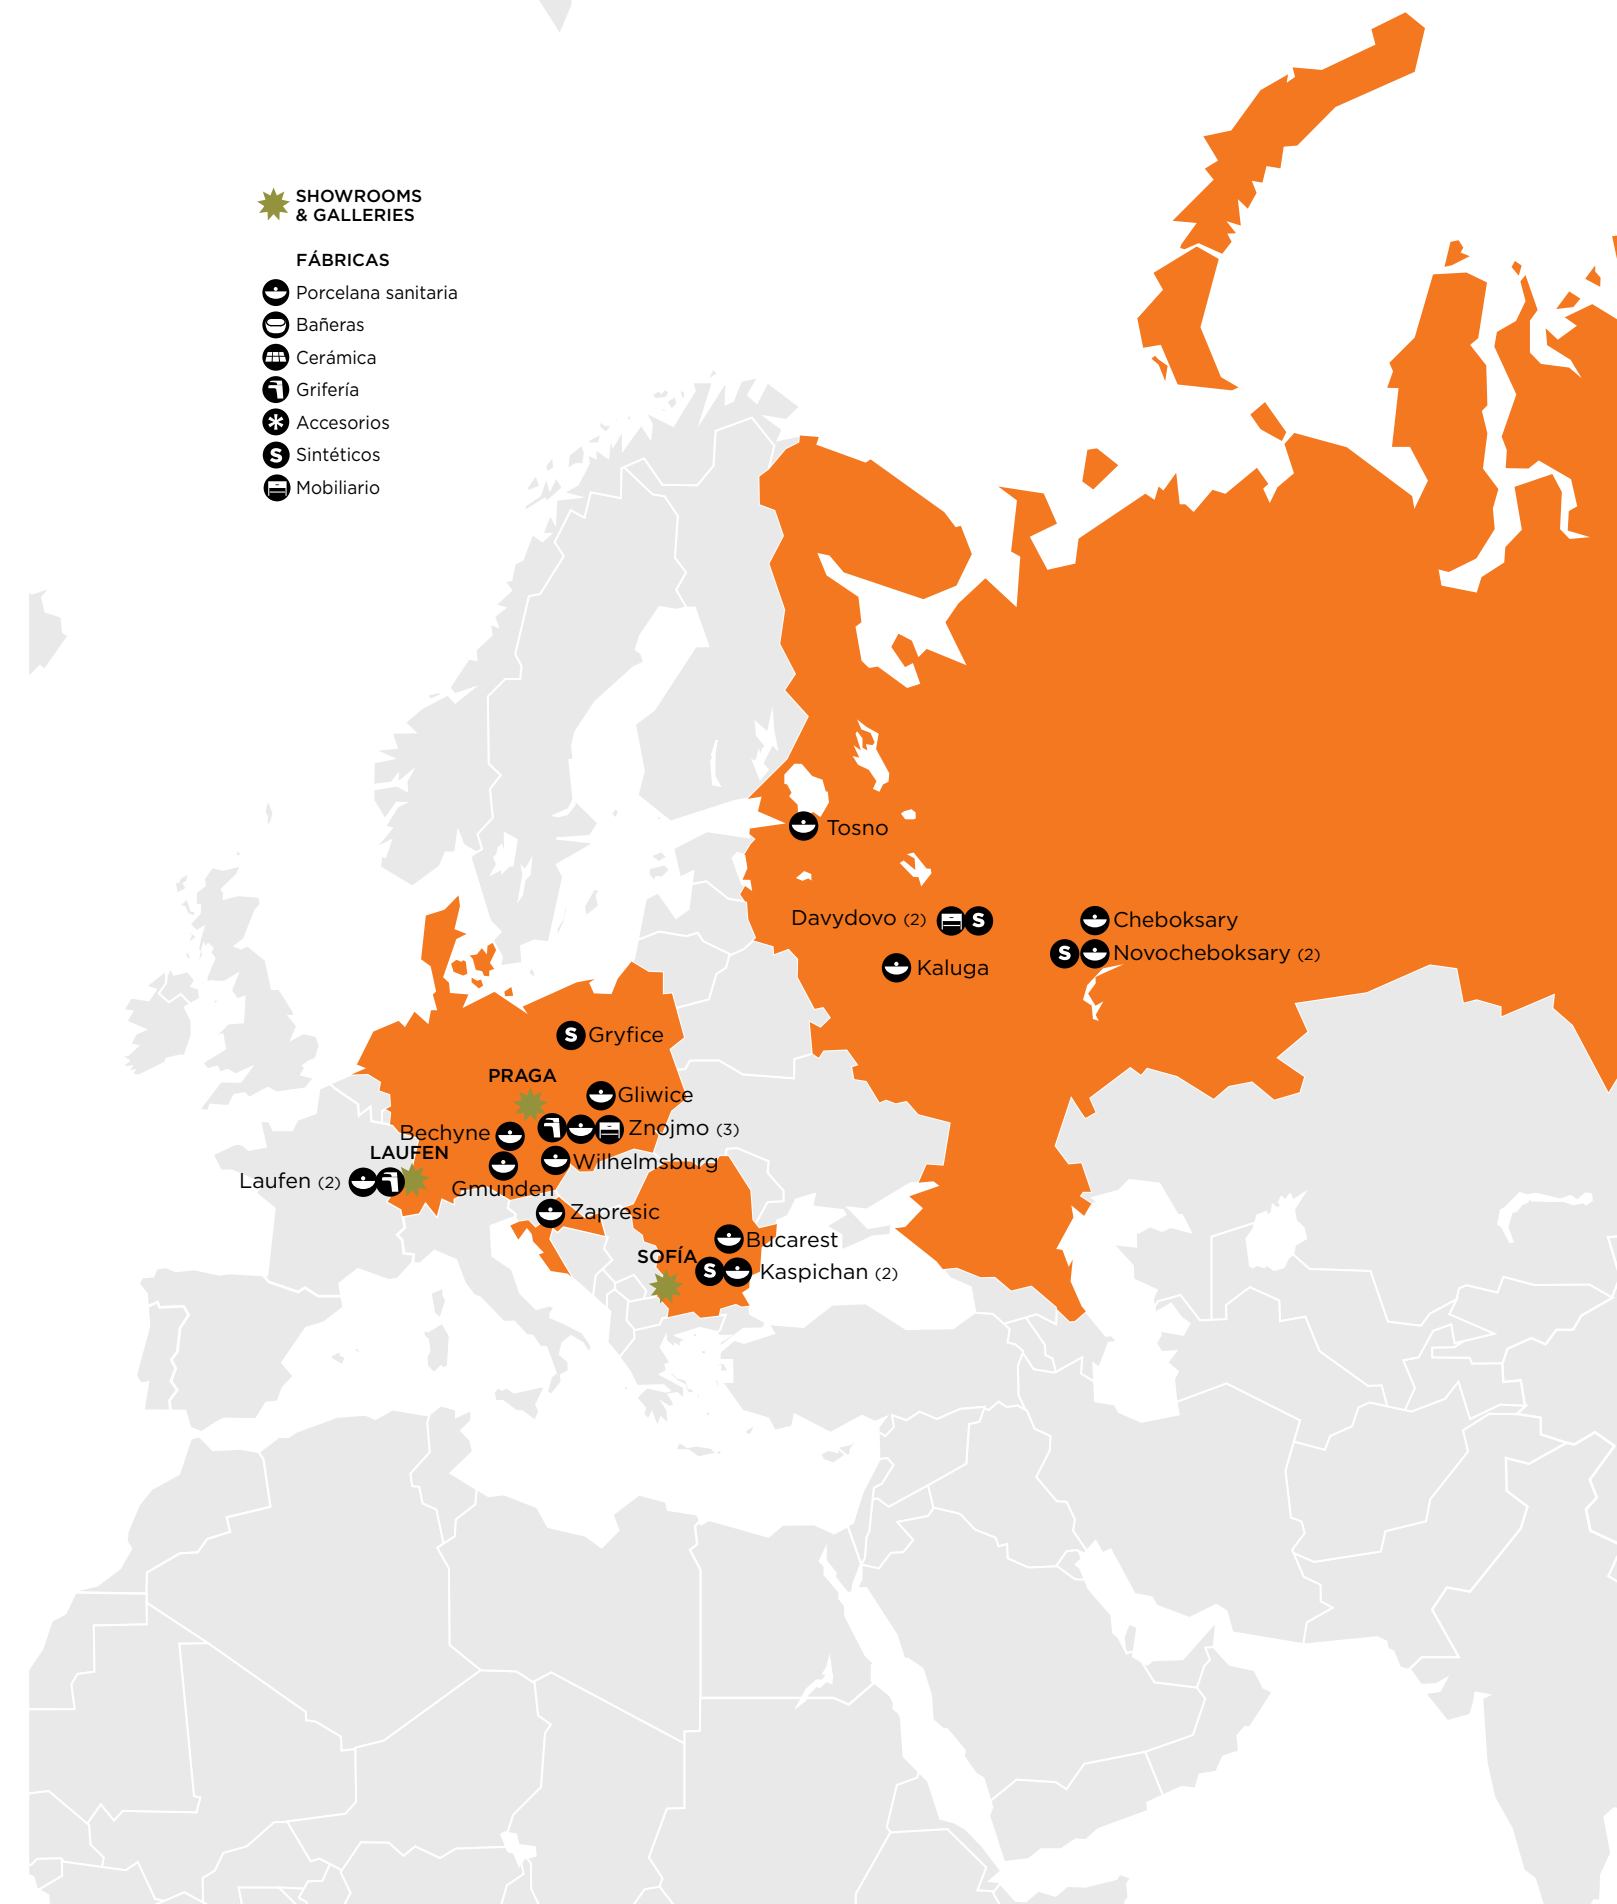 SHOWROOMS
& GALLERIES
FÁBRICAS
Porcelana sanitaria
Bañeras
Cerámica
Grifería
Accesorios
S Sintéticos
Mobiliario
Tosno
Davydovo (2) S
Cheboksary
S Novocheboksary (2)
Kaluga
S Gryfice
PRAGA
Gliwice
Znojmo (3)
Bechyne
LAUFEN
Wilhelmsburg
Laufen (2)
Gmunden
Zapresic
Bucarest
SOFÍA
S Kaspichan (2)